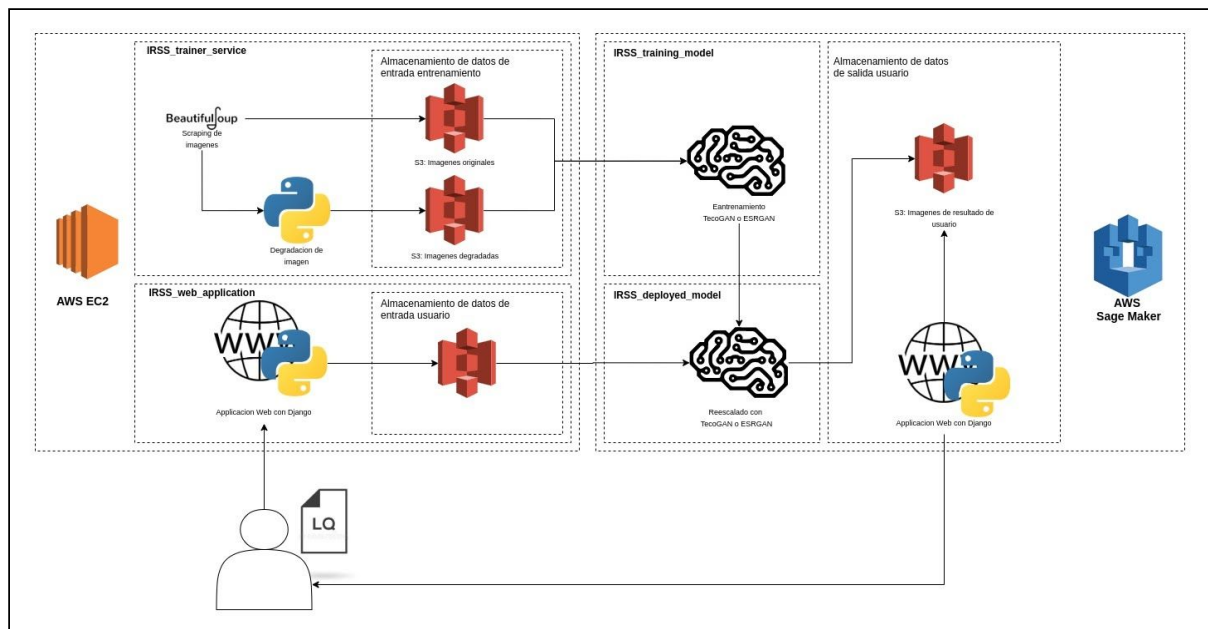 IRSS_trainer_service
Almacenamiento de datos de
entrada entrenamiento
BeautifulSoup
Scraping de
imagenes
S3: Imagenes originales
Degradacion de
imagen
S3: Imagenes degradadas
AWS EC2
IRSS_web_application
Almacenamiento de datos de
entrada usuario
WWW
Applicacion Web con Django
IRSS_training_model
Eantrenamiento
TecoGAN o ESRGAN
IRSS_deployed_model
Reescalado con
TecoGAN o ESRGAN
Almacenamiento de datos
de salida usuario
S3: Imagenes de resultado de
usuario
WWW
Applicacion Web con Django
AWS
Sage Maker
LQ